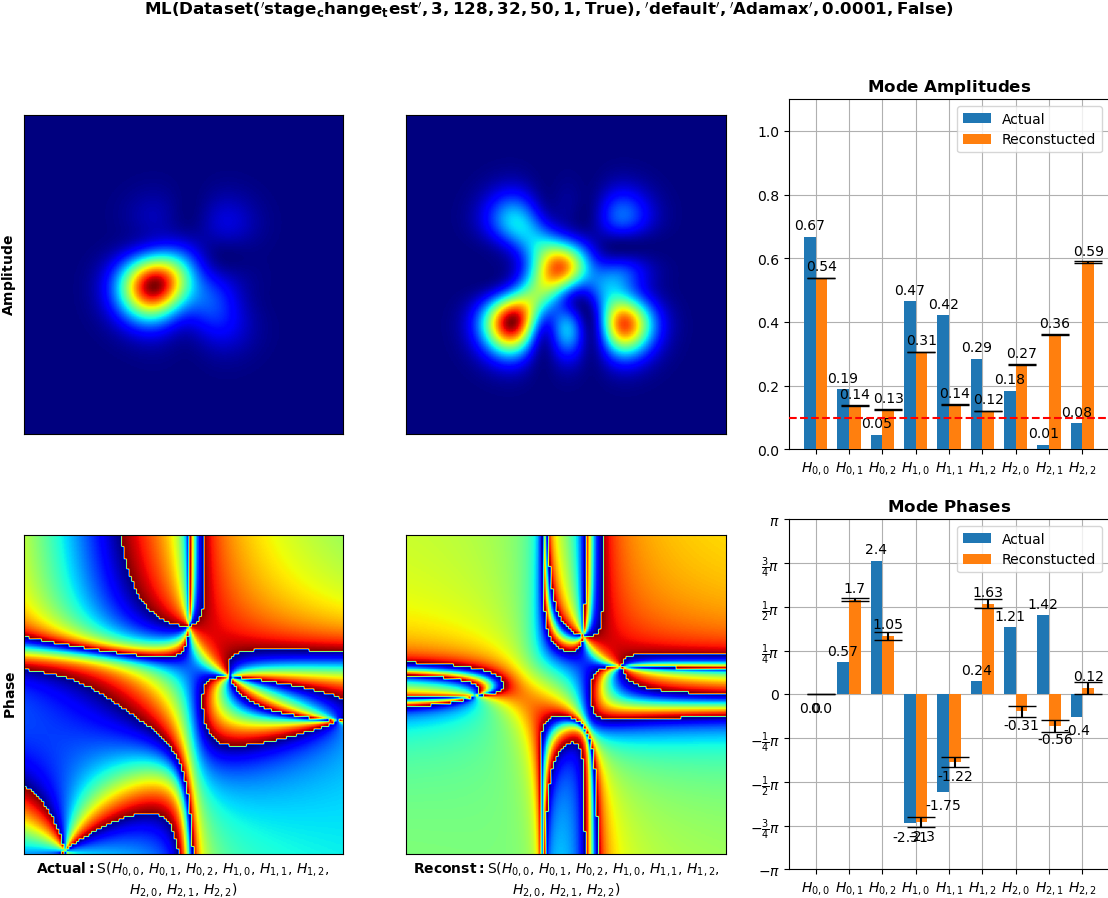 ML(Dataset('stage_change_test', 3, 128, 32, 50, 1, True), 'default', 'Adamax', 0.0001, False)
Amplitude
Mode Amplitudes
Actual
Reconstucted
1.0
0.8
0.6
0.4
0.2
0.0
0.67
0.54
0.19
0.14
0.05
0.13
0.47
0.31
0.42
0.14
0.29
0.12
0.18
0.27
0.01
0.36
0.08
0.59
H0,0 H0,1 H0,2 H1,0 H1,1 H1,2 H2,0 H2,1 H2,2
Phase
Actual:S(H0,0, H0,1, H0,2, H1,0, H1,1, H1,2,
H2,0, H2,1, H2,2)
Reconst:S(H0,0, H0,1, H0,2, H1,0, H1,1, H1,2,
H2,0, H2,1, H2,2)
Mode Phases
Actual
Reconstucted
π
3/4π
1/2π
1/4π
0
−1/4π
−1/2π
−3/4π
−π
0.0
0.0
0.57
1.7
2.4
1.05
-2.31
-2.3
-1.75
-1.22
0.24
1.63
1.21
-0.31
1.42
-0.56
-0.4
0.12
H0,0 H0,1 H0,2 H1,0 H1,1 H1,2 H2,0 H2,1 H2,2